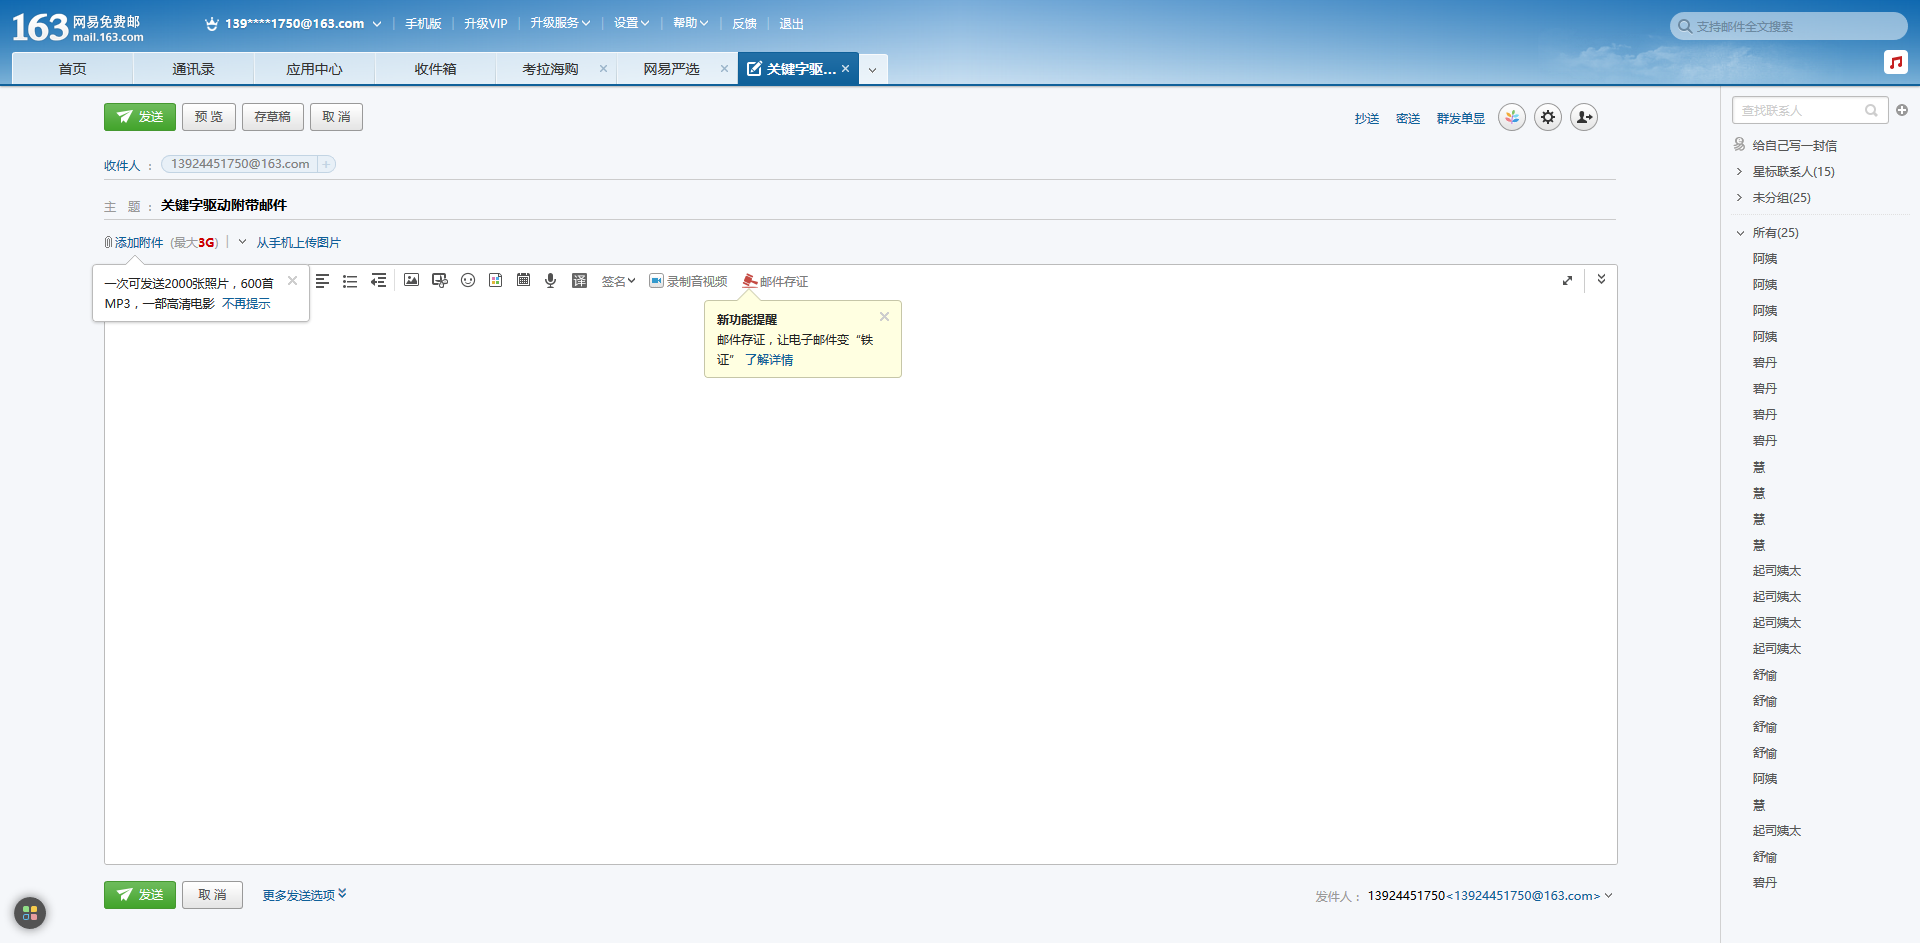 163 网易免费邮
mail.163.com
139****1750@163.com
手机版
升级VIP
升级服务
设置
帮助
反馈
退出
支持邮件全文搜索
首页
通讯录
应用中心
收件箱
考拉海购
网易严选
关键字驱...
发送
预 览
存草稿
取 消
抄送
密送
群发单显
收件人：
13924451750@163.com
主 题：
关键字驱动附带邮件
添加附件 (最大3G)
从手机上传图片
一次可发送2000张照片，600首
MP3，一部高清电影 不再提示
译
签名
录制音视频
邮件存证
新功能提醒
邮件存证，让电子邮件变“铁
证” 了解详情
发送
取 消
更多发送选项
发件人：
13924451750<13924451750@163.com>
查找联系人
给自己写一封信
星标联系人(15)
未分组(25)
所有(25)
阿姨
阿姨
阿姨
阿姨
碧丹
碧丹
碧丹
碧丹
慧
慧
慧
慧
起司姨太
起司姨太
起司姨太
起司姨太
舒愉
舒愉
舒愉
舒愉
阿姨
慧
起司姨太
舒愉
碧丹